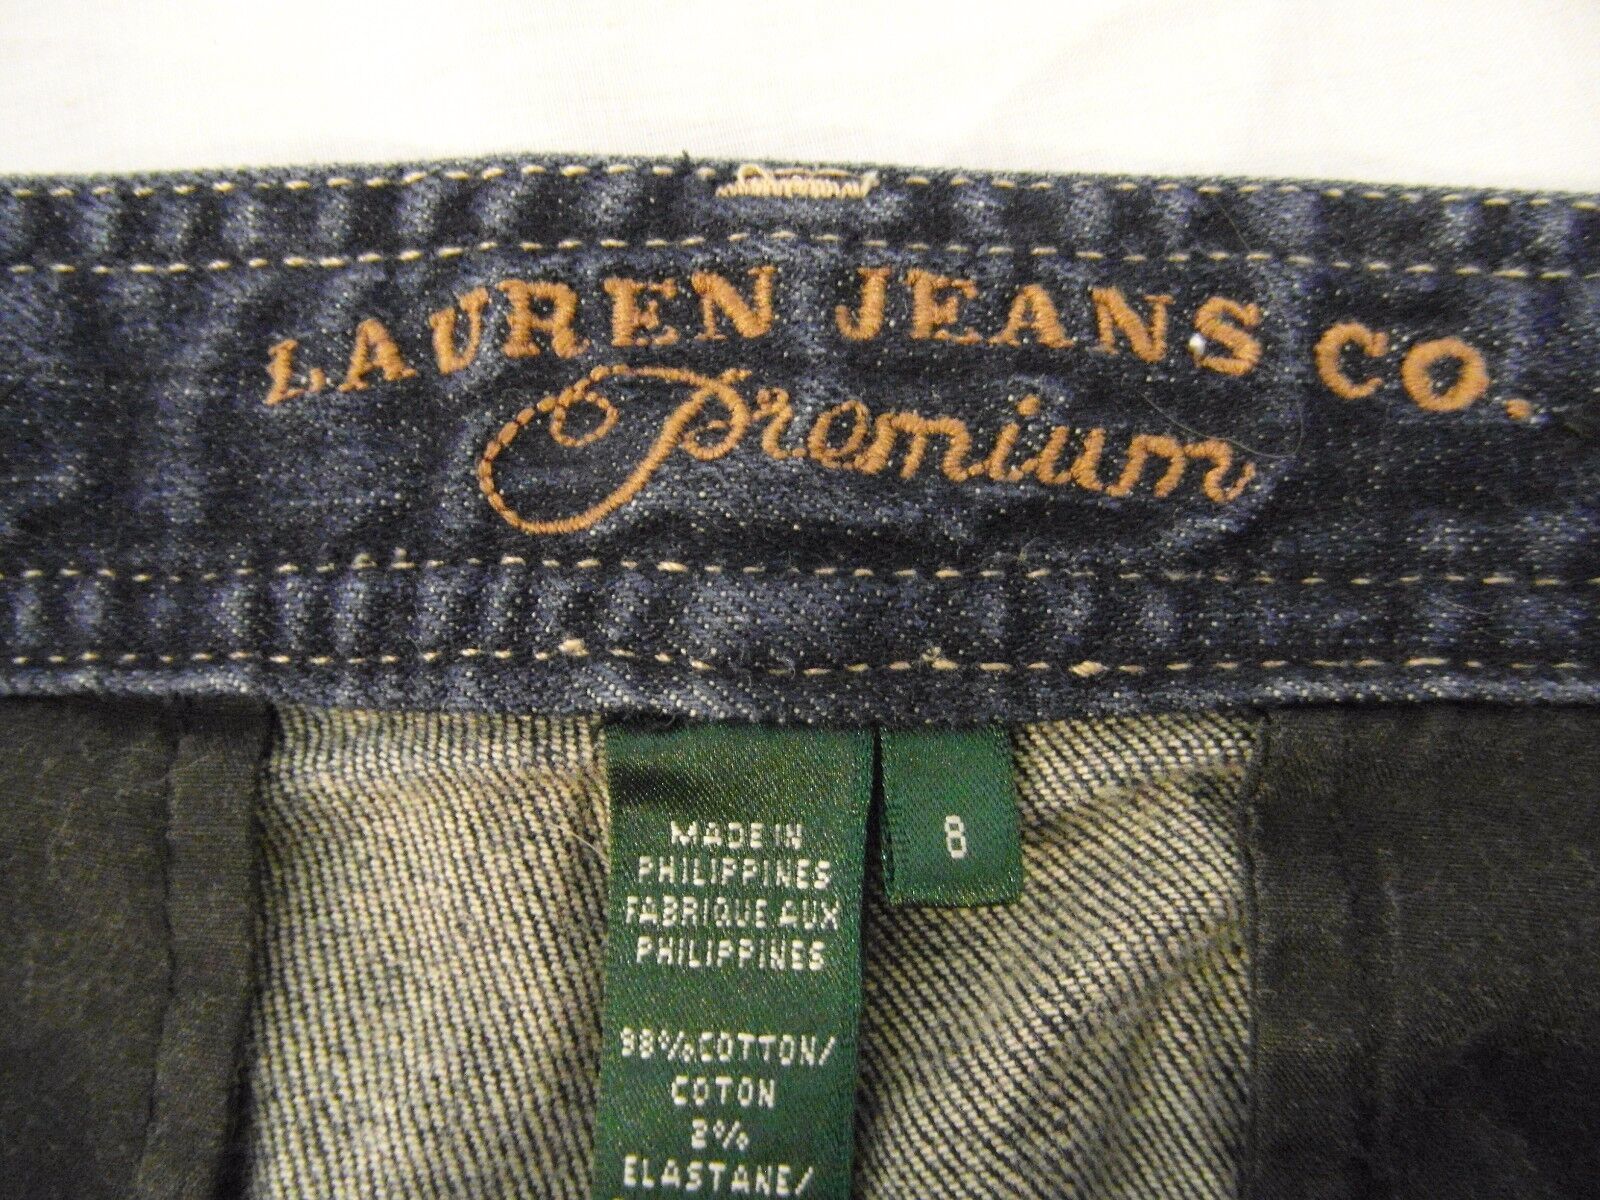 LAUREN JEANS CO.
Premium
MADE IN
PHILIPPINES
FABRIQUE AUX
PHILIPPINES
98% COTTON/
COTON
2%
ELASTANE/
8